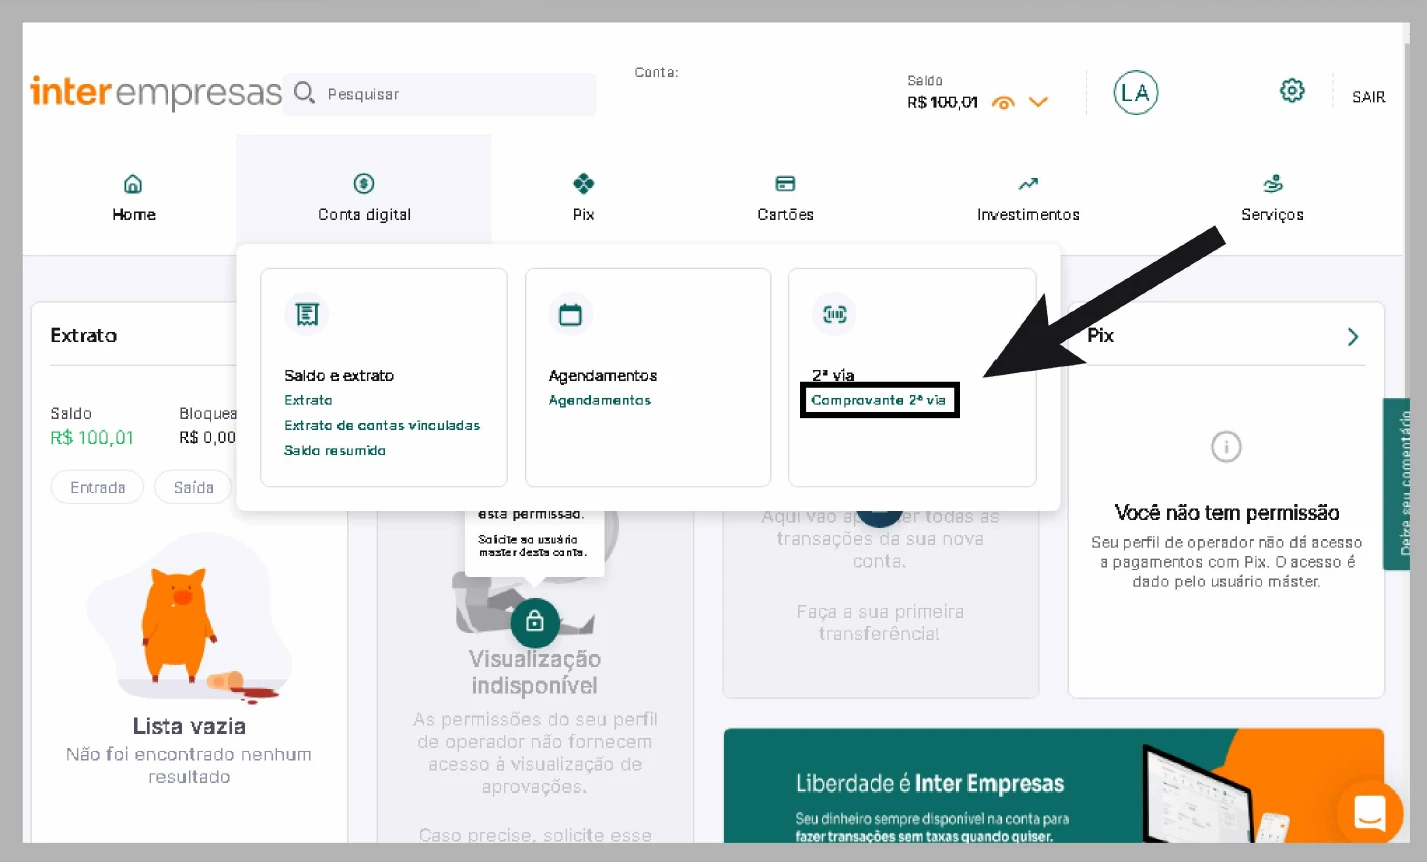 inter empresas
Pesquisar
Conta:
Saldo
R$ 100,01
LA
SAIR
Home
Conta digital
Pix
Cartões
Investimentos
Serviços
Extrato
Saldo
R$ 100,01
Bloquea
R$ 0,00
Entrada
Saída
Lista vazia
Não foi encontrado nenhum
resultado
Saldo e extrato
Extrato
Extrato de contas vinculadas
Saldo resumido
Agendamentos
Agendamentos
2ª via
Comprovante 2ª via
esta permissão.
Solicite ao usuário
master desta conta.
Visualização
indisponível
As permissões do seu perfil
de operador não fornecem
acesso à visualização de
aprovações.
Caso precise, solicite esse
Aqui vão ap er todas as
transações da sua nova
conta.
Faça a sua primeira
transferência!
Pix
Você não tem permissão
Seu perfil de operador não dá acesso
a pagamentos com Pix. O acesso é
dado pelo usuário máster.
Deixe seu comentário
Liberdade é Inter Empresas
Seu dinheiro sempre disponível na conta para
fazer transações sem taxas quando quiser.